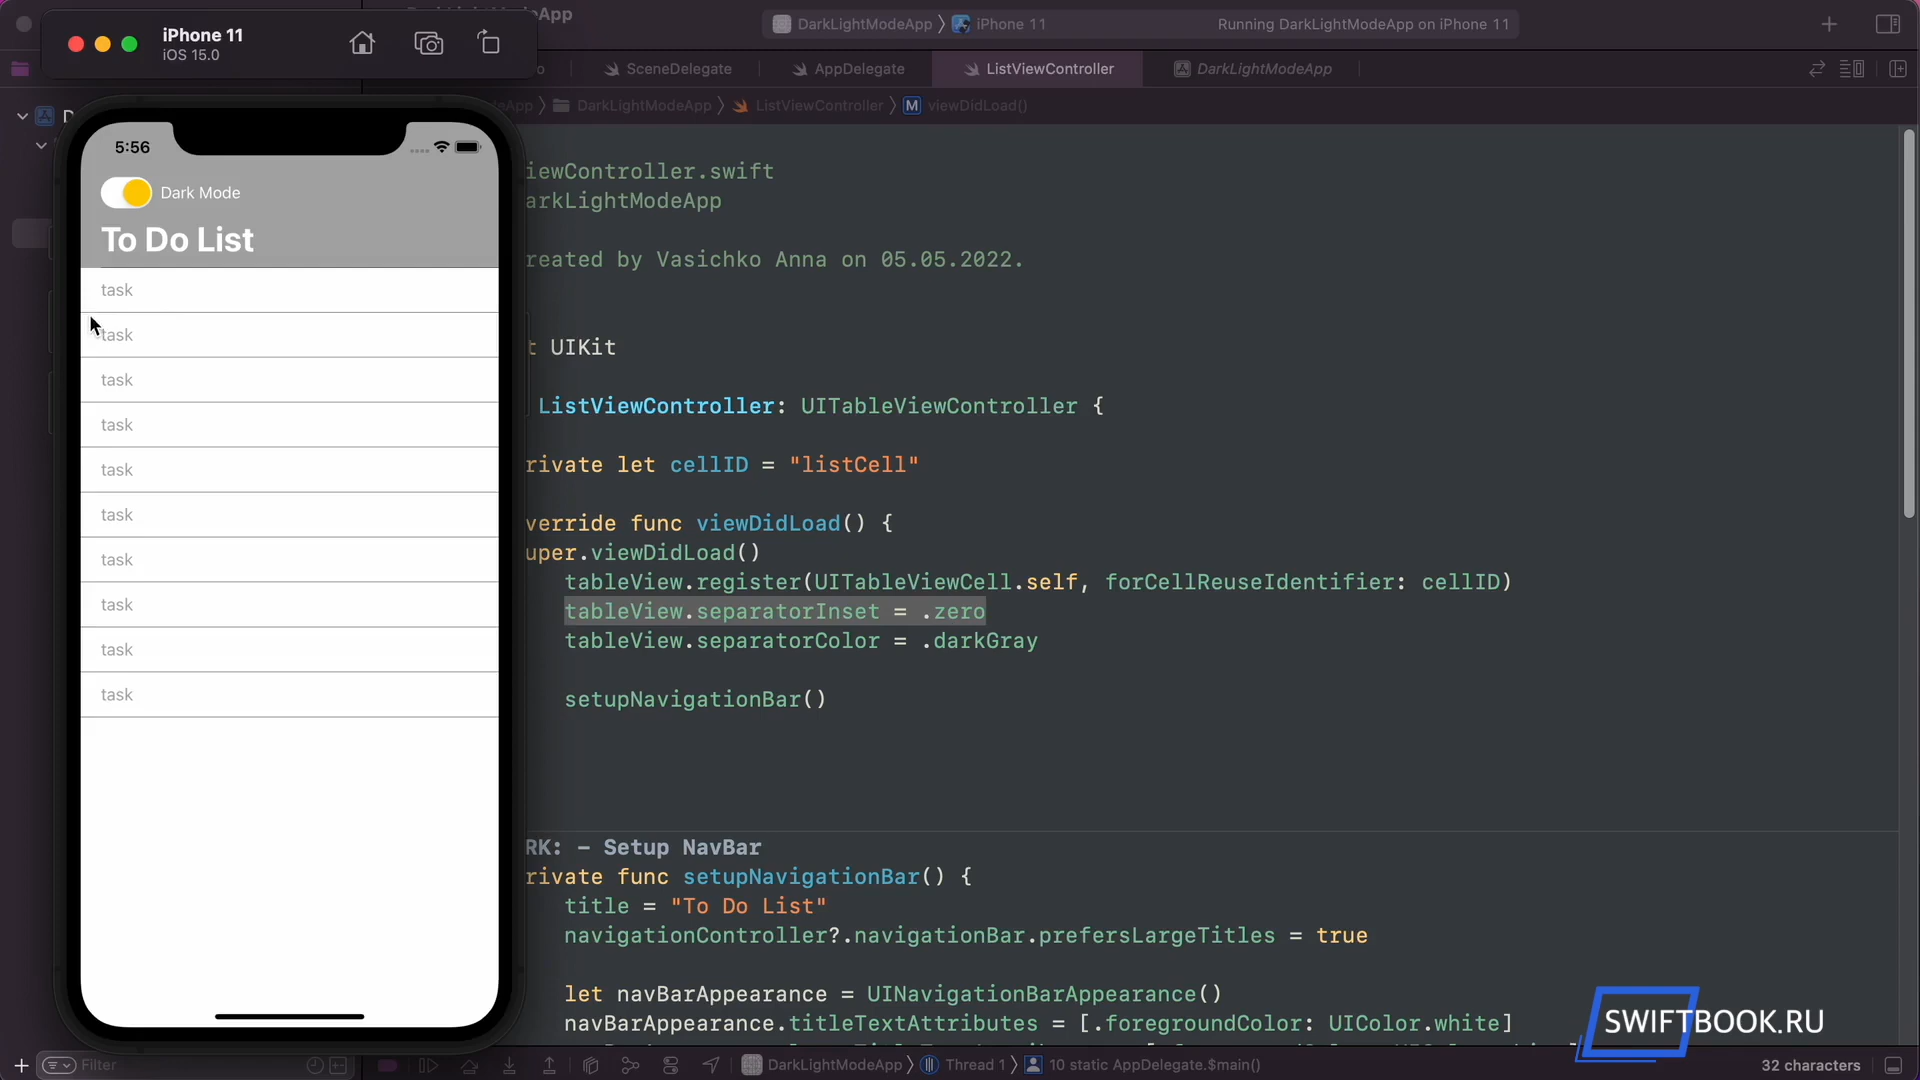 iPhone 11
iOS 15.0
DarkLightModeApp
iPhone 11
Running DarkLightModeApp on iPhone 11
SceneDelegate
AppDelegate
ListViewController
DarkLightModeApp
DarkLightModeApp
ListViewController
M
viewDidLoad()
5:56
Dark Mode
To Do List
task
task
task
task
task
task
task
task
task
task
iewController.swift
arkLightModeApp
reated by Vasichko Anna on 05.05.2022.
t UIKit
ListViewController: UITableViewController {
rivate let cellID = "listCell"
verride func viewDidLoad() {
uper.viewDidLoad()
tableView.register(UITableViewCell.self, forCellReuseIdentifier: cellID)
tableView.separatorInset = .zero
tableView.separatorColor = .darkGray
setupNavigationBar()
RK: - Setup NavBar
rivate func setupNavigationBar() {
title = "To Do List"
navigationController?.navigationBar.prefersLargeTitles = true
let navBarAppearance = UINavigationBarAppearance()
navBarAppearance.titleTextAttributes = [.foregroundColor: UIColor.white]
SWIFTBOOK.RU
Filter
DarkLightModeApp
Thread 1
10 static AppDelegate.$main()
32 characters